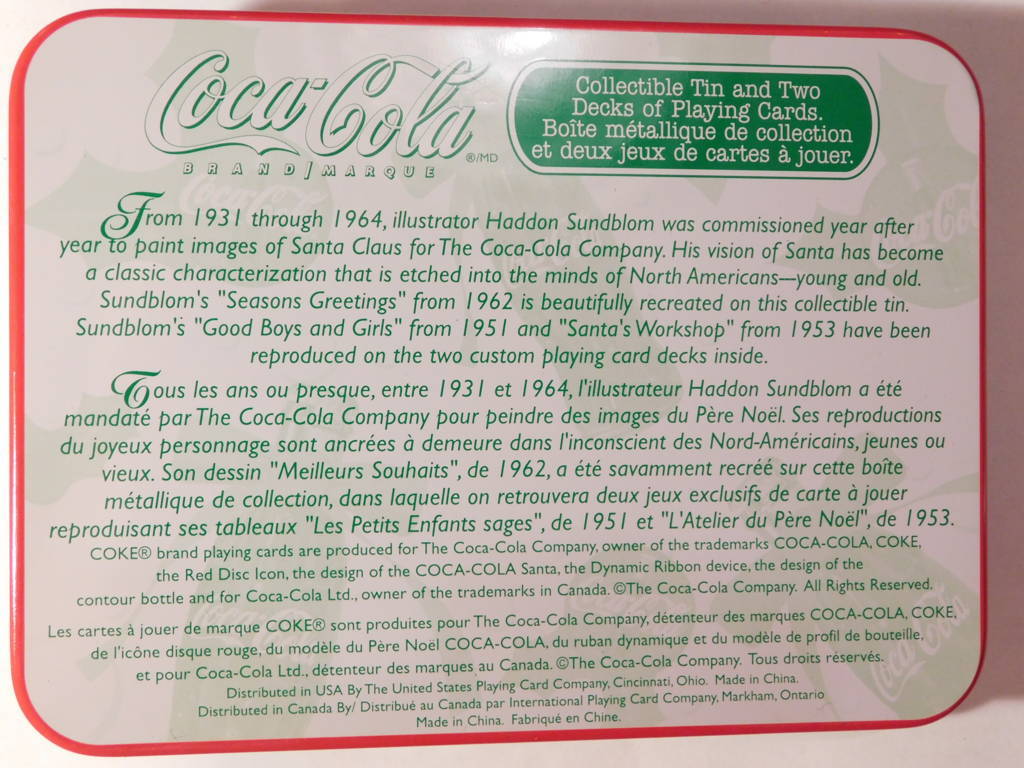 Coca-Cola
®/MD
BRAND/MARQUE
Collectible Tin and Two
Decks of Playing Cards.
Boîte métallique de collection
et deux jeux de cartes à jouer.
From 1931 through 1964, illustrator Haddon Sundblom was commissioned year after
year to paint images of Santa Claus for The Coca-Cola Company. His vision of Santa has become
a classic characterization that is etched into the minds of North Americans—young and old.
Sundblom's "Seasons Greetings" from 1962 is beautifully recreated on this collectible tin.
Sundblom's "Good Boys and Girls" from 1951 and "Santa's Workshop" from 1953 have been
reproduced on the two custom playing card decks inside.
Tous les ans ou presque, entre 1931 et 1964, l'illustrateur Haddon Sundblom a été
mandaté par The Coca-Cola Company pour peindre des images du Père Noël. Ses reproductions
du joyeux personnage sont ancrées à demeure dans l'inconscient des Nord-Américains, jeunes ou
vieux. Son dessin "Meilleurs Souhaits", de 1962, a été savamment recréé sur cette boîte
métallique de collection, dans laquelle on retrouvera deux jeux exclusifs de carte à jouer
reproduisant ses tableaux "Les Petits Enfants sages", de 1951 et "L'Atelier du Père Noël", de 1953.
COKE® brand playing cards are produced for The Coca-Cola Company, owner of the trademarks COCA-COLA, COKE,
the Red Disc Icon, the design of the COCA-COLA Santa, the Dynamic Ribbon device, the design of the
contour bottle and for Coca-Cola Ltd., owner of the trademarks in Canada. ©The Coca-Cola Company. All Rights Reserved.
Les cartes à jouer de marque COKE® sont produites pour The Coca-Cola Company, détenteur des marques COCA-COLA, COKE,
de l'icône disque rouge, du modèle du Père Noël COCA-COLA, du ruban dynamique et du modèle de profil de bouteille,
et pour Coca-Cola Ltd., détenteur des marques au Canada. ©The Coca-Cola Company. Tous droits réservés.
Distributed in USA By The United States Playing Card Company, Cincinnati, Ohio. Made in China.
Distributed in Canada By/ Distribué au Canada par International Playing Card Company, Markham, Ontario
Made in China. Fabriqué en Chine.